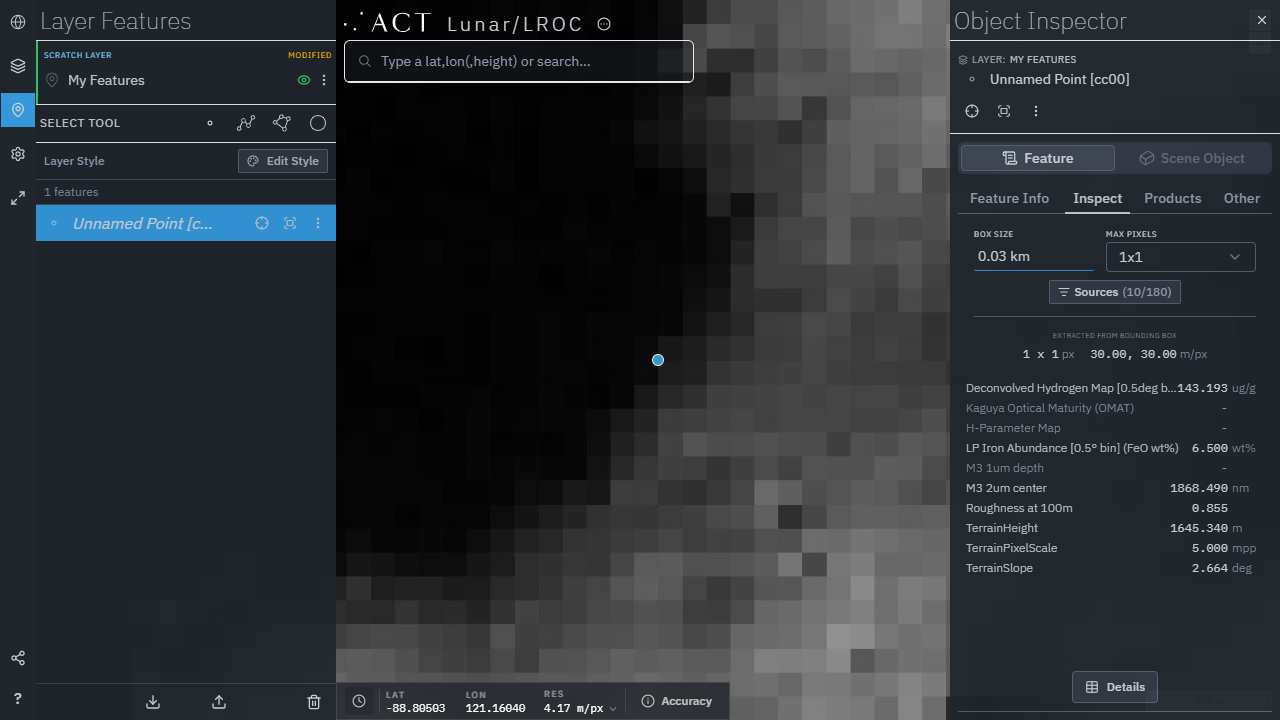 Layer Features
SCRATCH LAYER
MODIFIED
My Features
SELECT TOOL
Layer Style
Edit Style
1 features
Unnamed Point [c...
?
ACT Lunar/LROC
Type a lat,lon(,height) or search...
LAT
-88.80503
LON
121.16040
RES
4.17 m/px
Accuracy
Object Inspector
LAYER: MY FEATURES
Unnamed Point [cc00]
Feature
Scene Object
Feature Info
Inspect
Products
Other
BOX SIZE
0.03 km
MAX PIXELS
1x1
Sources (10/180)
EXTRACTED FROM BOUNDING BOX
1 x 1 px 30.00, 30.00 m/px
Deconvolved Hydrogen Map [0.5deg b... 143.193 ug/g
Kaguya Optical Maturity (OMAT) -
H-Parameter Map -
LP Iron Abundance [0.5° bin] (FeO wt%) 6.500 wt%
M3 1um depth -
M3 2um center 1868.490 nm
Roughness at 100m 0.855
TerrainHeight 1645.340 m
TerrainPixelScale 5.000 mpp
TerrainSlope 2.664 deg
Details